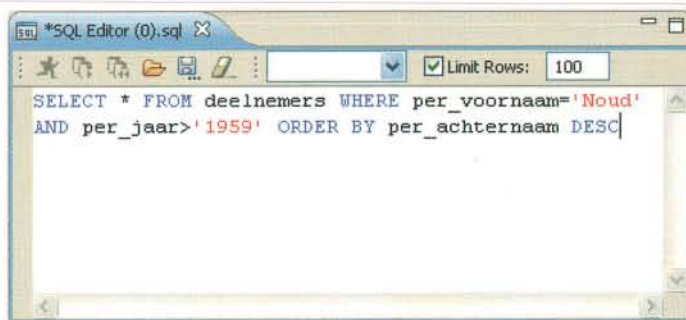 *SQL Editor (0).sql
Limit Rows: 100
SELECT * FROM deelnemers WHERE per_voornaam='Noud'
AND per_jaar>'1959' ORDER BY per_achternaam DESC